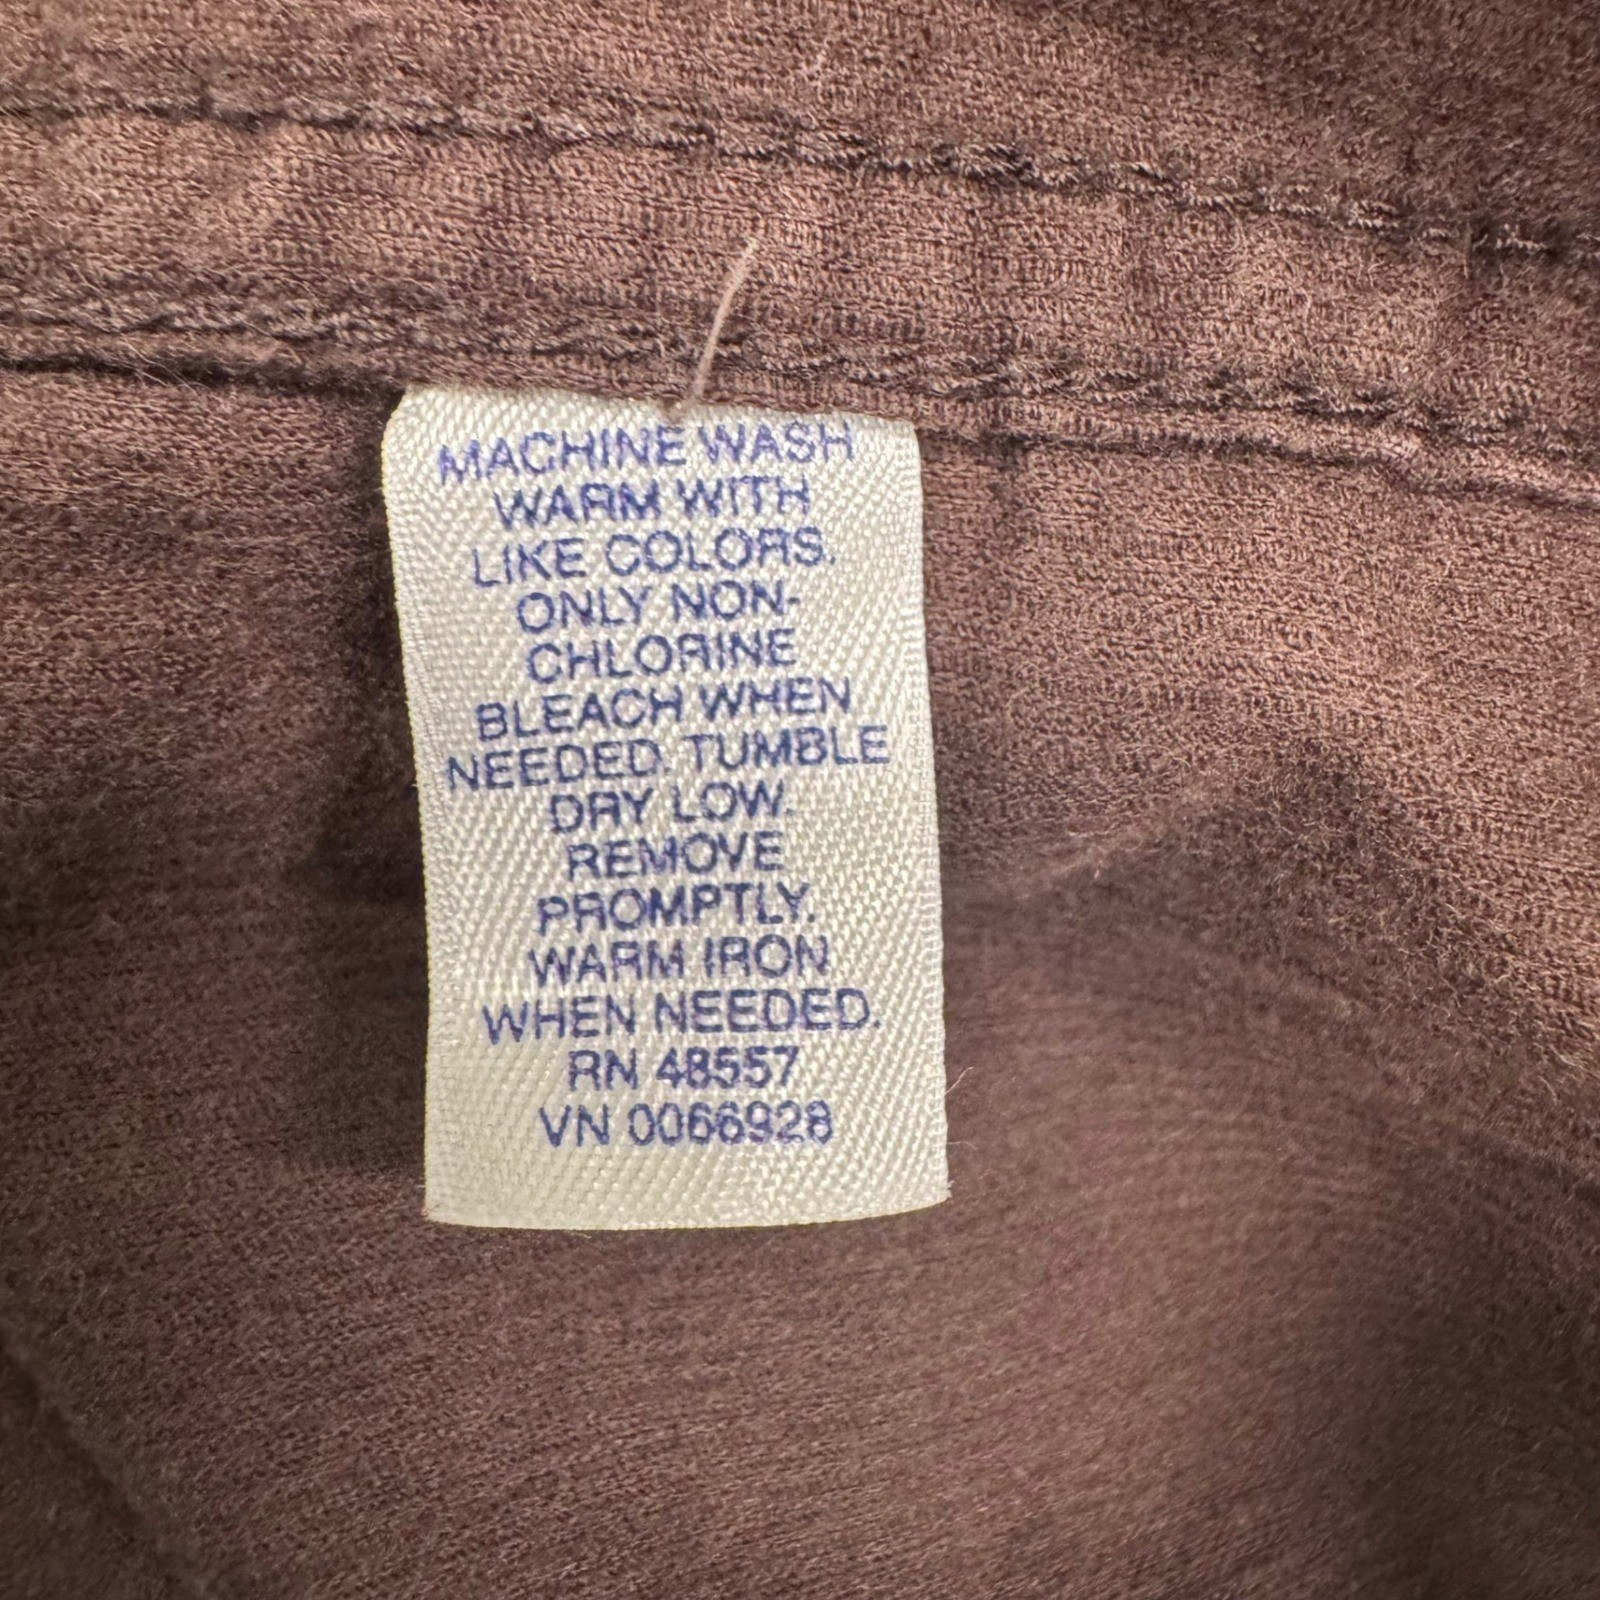 MACHINE WASH
WARM WITH
LIKE COLORS.
ONLY NON-
CHLORINE
BLEACH WHEN
NEEDED. TUMBLE
DRY LOW.
REMOVE
PROMPTLY.
WARM IRON
WHEN NEEDED.
RN 48557
VN 0066928